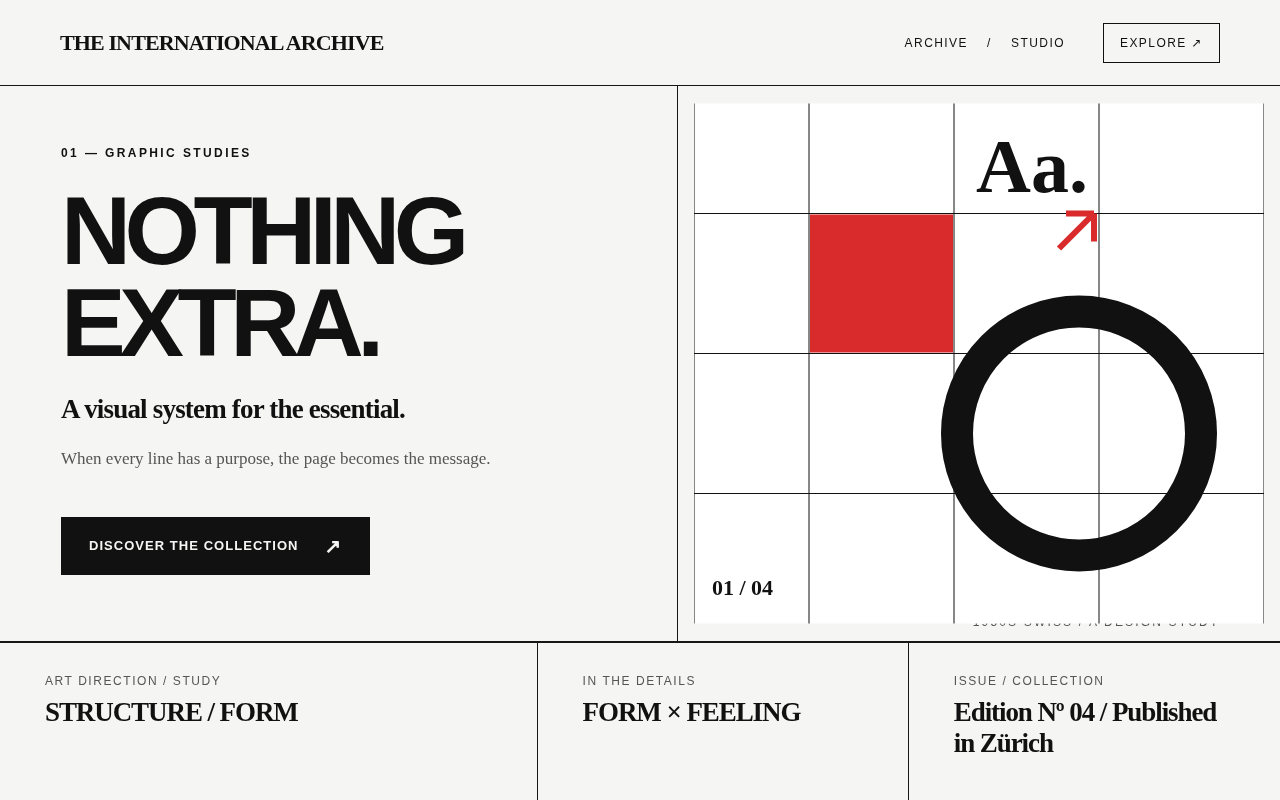 THE INTERNATIONAL ARCHIVE
ARCHIVE / STUDIO
EXPLORE ↗
01 — GRAPHIC STUDIES
NOTHING
EXTRA.
A visual system for the essential.
When every line has a purpose, the page becomes the message.
DISCOVER THE COLLECTION ↗
Aa.
01 / 04
ART DIRECTION / STUDY
STRUCTURE / FORM
IN THE DETAILS
FORM × FEELING
ISSUE / COLLECTION
Edition Nº 04 / Published
in Zürich